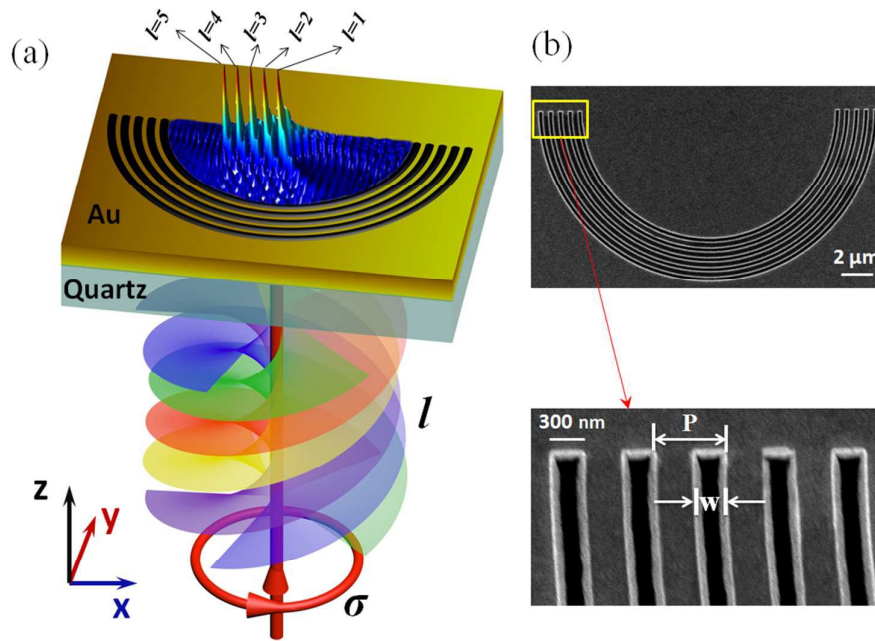 (a)
l=5
l=4
l=3
l=2
l=1
Au
Quartz
l
z
y
x
σ
(b)
2 μm
300 nm
P
w